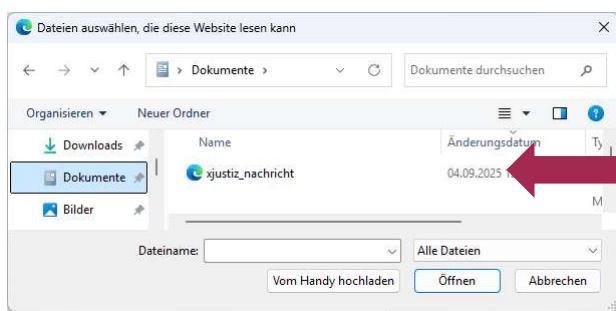 Dateien auswählen, die diese Website lesen kann
Dokumente
Dokumente durchsuchen
Organisieren
Neuer Ordner
Downloads
Dokumente
Bilder
Name
Änderungsdatum
xjustiz_nachricht
04.09.2025
Dateiname:
Alle Dateien
Vom Handy hochladen
Öffnen
Abbrechen